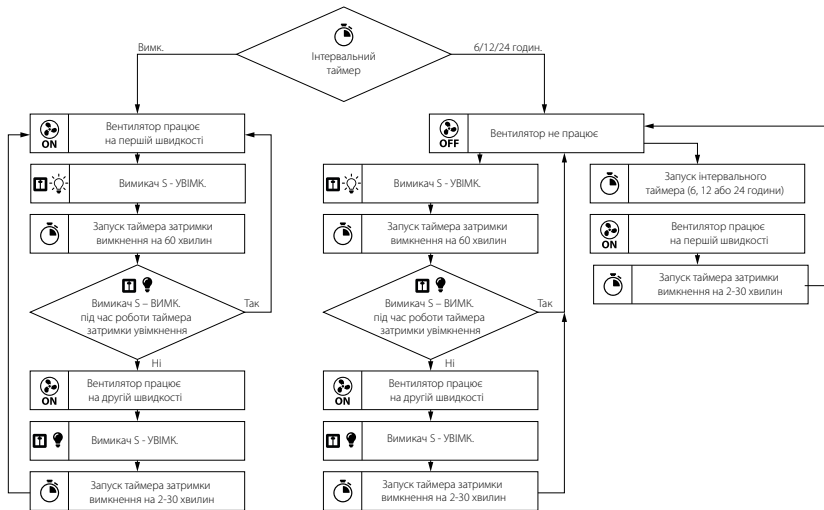 Інтервальний
таймер
Вимк.
6/12/24 годин.
ON
Вентилятор працює
на першій швидкості
Вимикач S - УВІМК.
Запуск таймера затримки
вимкнення на 60 хвилин
Вимикач S – ВИМК.
під час роботи таймера
затримки увімкнення
Так
Ні
ON
Вентилятор працює
на другій швидкості
Вимикач S - УВІМК.
Запуск таймера затримки
вимкнення на 2-30 хвилин
OFF
Вентилятор не працює
Вимикач S - УВІМК.
Запуск таймера затримки
вимкнення на 60 хвилин
Вимикач S – ВИМК.
під час роботи таймера
затримки увімкнення
Так
Ні
ON
Вентилятор працює
на другій швидкості
Вимикач S - УВІМК.
Запуск таймера затримки
вимкнення на 2-30 хвилин
Запуск інтервального
таймера (6, 12 або 24 години)
ON
Вентилятор працює
на першій швидкості
Запуск таймера затримки
вимкнення на 2-30 хвилин